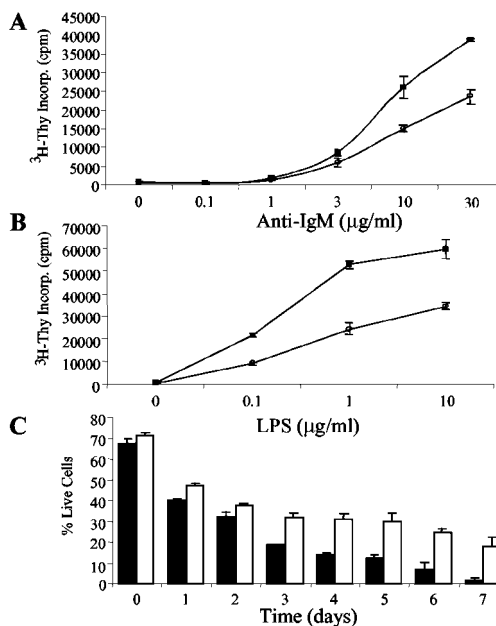 A
³H-Thy Incorp. (cpm)
45000
40000
35000
30000
25000
20000
15000
10000
5000
0
0 0.1 1 3 10 30
Anti-IgM (μg/ml)
B
³H-Thy Incorp. (cpm)
70000
60000
50000
40000
30000
20000
10000
0
0 0.1 1 10
LPS (μg/ml)
C
% Live Cells
80
70
60
50
40
30
20
10
0
0 1 2 3 4 5 6 7
Time (days)